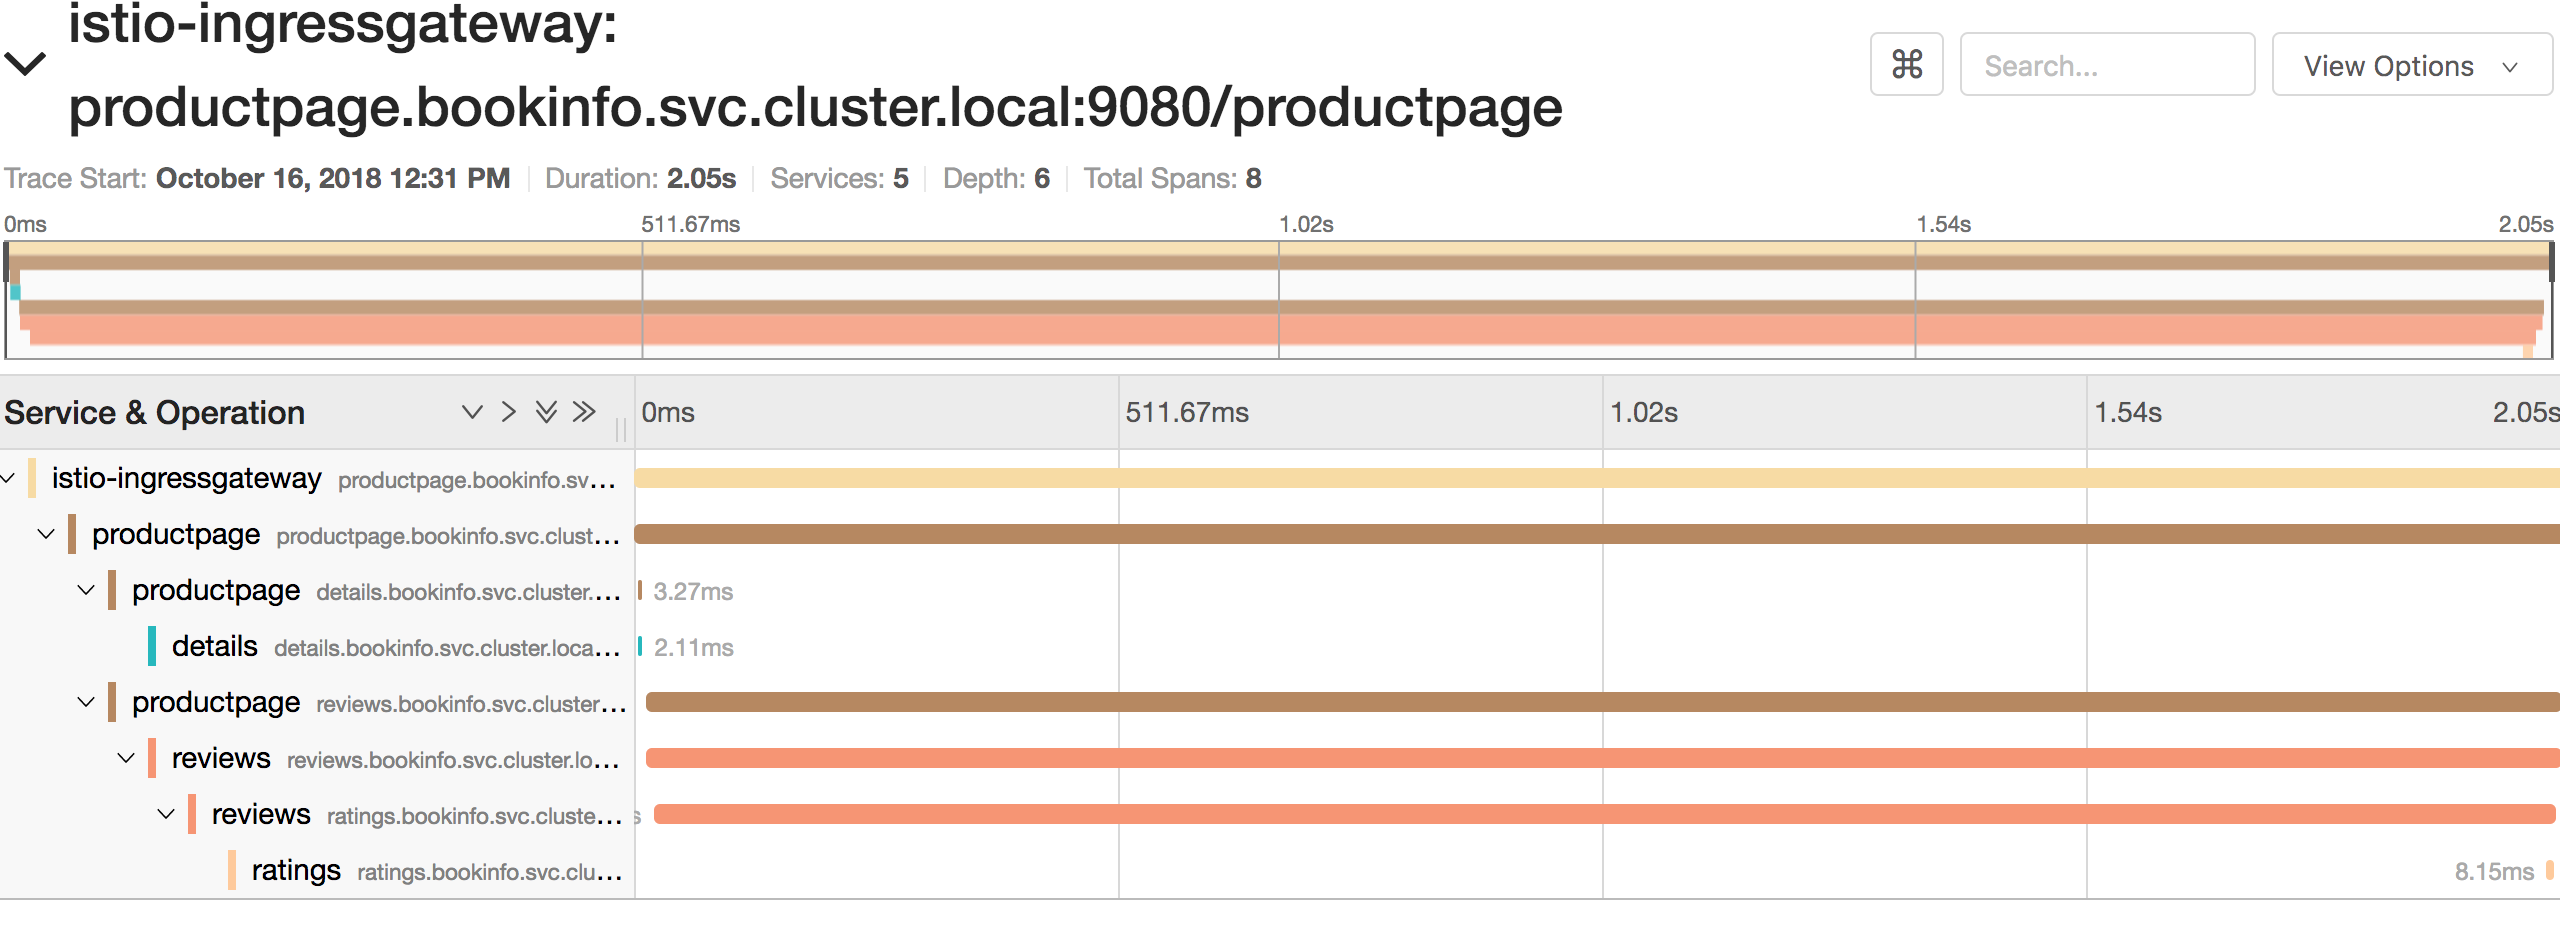 istio-ingressgateway:
productpage.bookinfo.svc.cluster.local:9080/productpage
⌘ Search... View Options
Trace Start: October 16, 2018 12:31 PM Duration: 2.05s Services: 5 Depth: 6 Total Spans: 8
0ms 511.67ms 1.02s 1.54s 2.05s
Service & Operation 0ms 511.67ms 1.02s 1.54s 2.05s
istio-ingressgateway productpage.bookinfo.sv...
productpage productpage.bookinfo.svc.clust...
productpage details.bookinfo.svc.cluster.... 3.27ms
details details.bookinfo.svc.cluster.loca... 2.11ms
productpage reviews.bookinfo.svc.cluster...
reviews reviews.bookinfo.svc.cluster.lo...
reviews ratings.bookinfo.svc.cluste... s
ratings ratings.bookinfo.svc.clu... 8.15ms